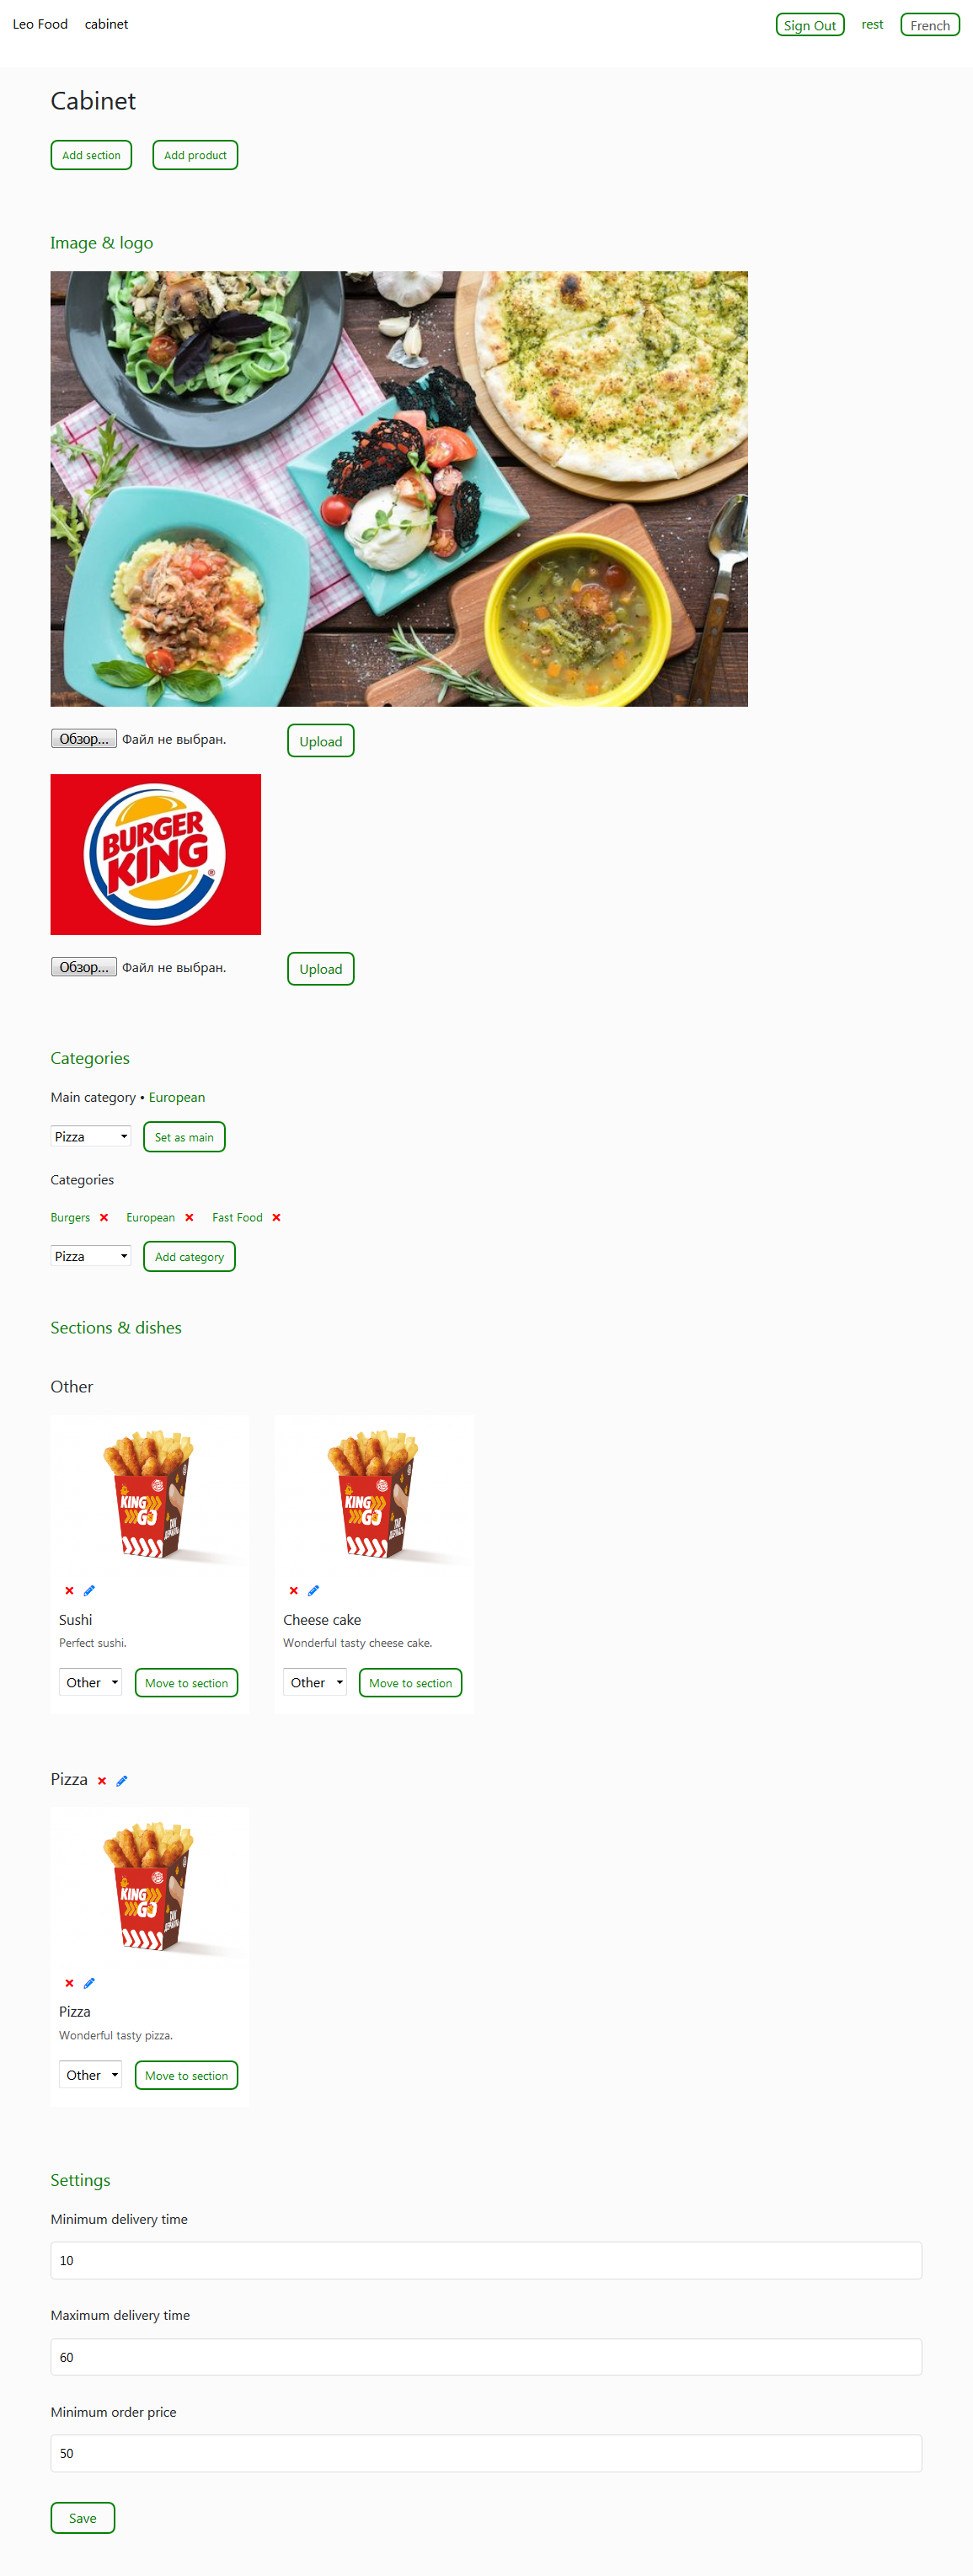 Leo Food cabinet Sign Out rest French
Cabinet
Add section Add product
Image & logo
Обзор... Файл не выбран. Upload
BURGER
KING
®
Обзор... Файл не выбран. Upload
Categories
Main category • European
Pizza Set as main
Categories
Burgers European Fast Food
Pizza Add category
Sections & dishes
Other
KING
GO
KING
GO
Sushi Cheese cake
Perfect sushi. Wonderful tasty cheese cake.
Other Move to section Other Move to section
Pizza
KING
GO
Pizza
Wonderful tasty pizza.
Other Move to section
Settings
Minimum delivery time
10
Maximum delivery time
60
Minimum order price
50
Save